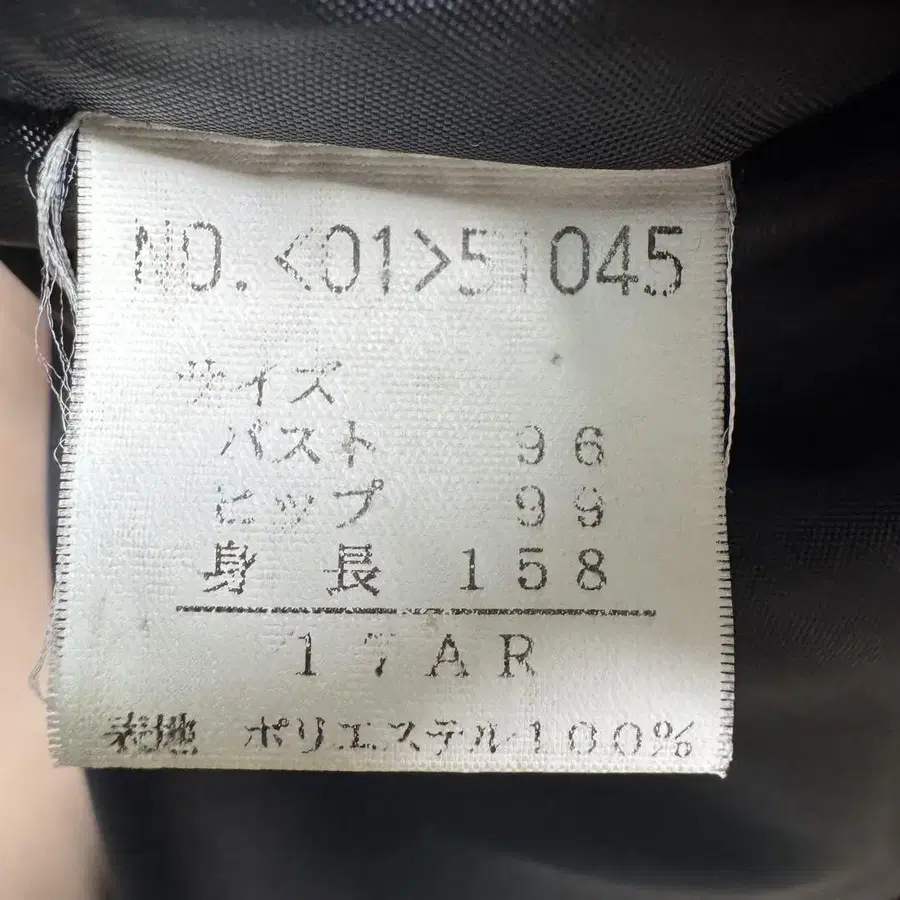 NO.<01>51045
サイズ
バスト 96
ヒップ 99
身長 158
17AR
表地 ポリエステル100%